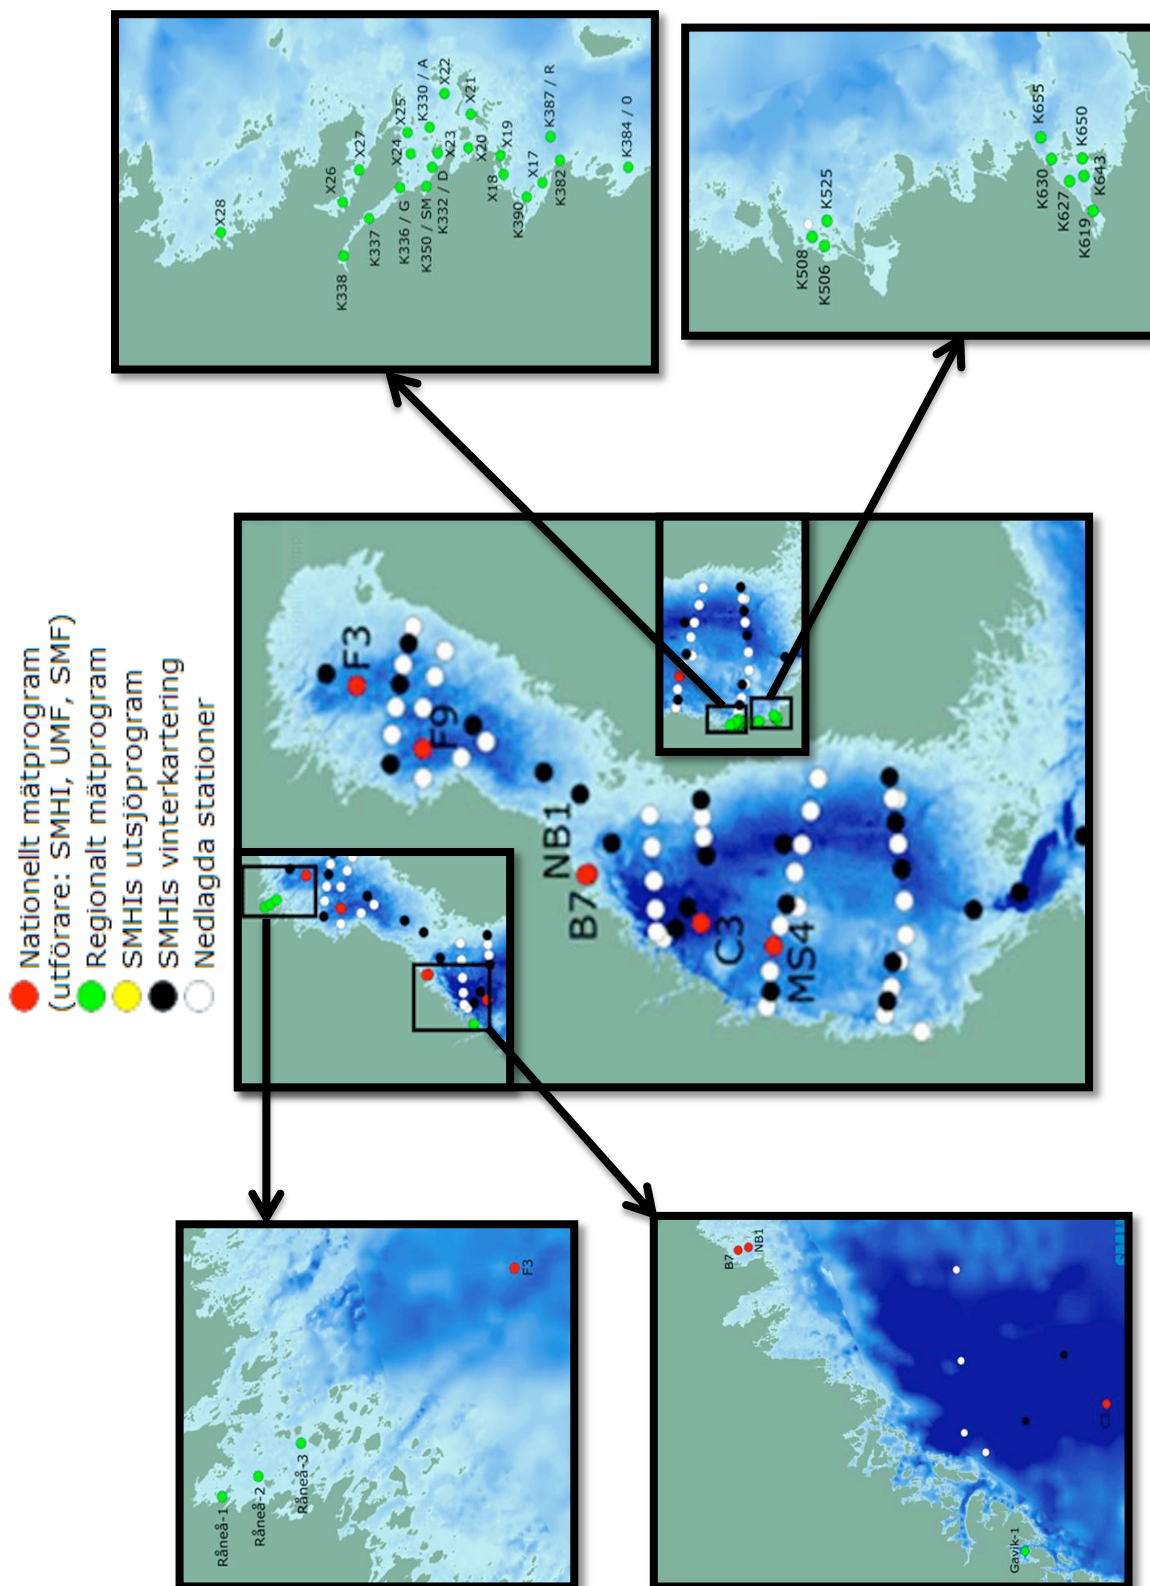 Nationellt mätprogram
(utförare: SMHI, UMF, SMF)
Regionalt mätprogram
SMHIs utsjöprogram
SMHIs vinterkartering
Nedlagda stationer
X28
X26
X27
K338
K337
K336 / G
X24
X25
K350 / SM
K330 / A
K332 / D
X23
X22
X20
X21
X18
X19
K390
X17
K387 / R
K382
K384 / 0
K508
K506
K525
K655
K630
K627
K650
K643
K619
F3
F9
NB1
B7
C3
MS4
Råneå-1
Råneå-2
Råneå-3
F3
B7
NB1
C3
Gavik-1